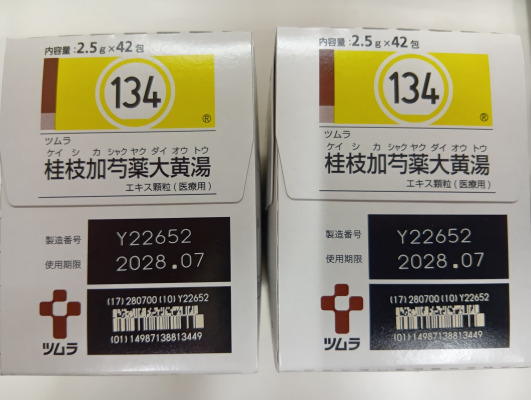 内容量:2.5g×42包
134
®
ツムラ
ケイ シ カ シャク ヤク ダイ オウ トウ
桂枝加芍薬大黄湯
エキス顆粒(医療用)
製造番号 Y22652
使用期限 2028.07
(17)280700(10)Y22652
(01)14987138813449
ツムラ
内容量:2.5g×42包
134
®
ツムラ
ケイ シ カ シャク ヤク ダイ オウ トウ
桂枝加芍薬大黄湯
エキス顆粒(医療用)
製造番号 Y22652
使用期限 2028.07
(17)280700(10)Y22652
(01)14987138813449
ツムラ